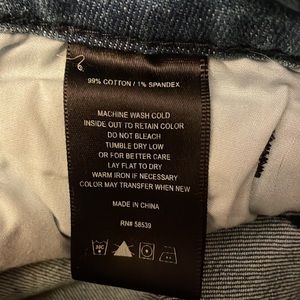 99% COTTON / 1% SPANDEX
MACHINE WASH COLD
INSIDE OUT TO RETAIN COLOR
DO NOT BLEACH
TUMBLE DRY LOW
OR FOR BETTER CARE
LAY FLAT TO DRY
WARM IRON IF NECESSARY
COLOR MAY TRANSFER WHEN NEW
MADE IN CHINA
RN# 58539
30C